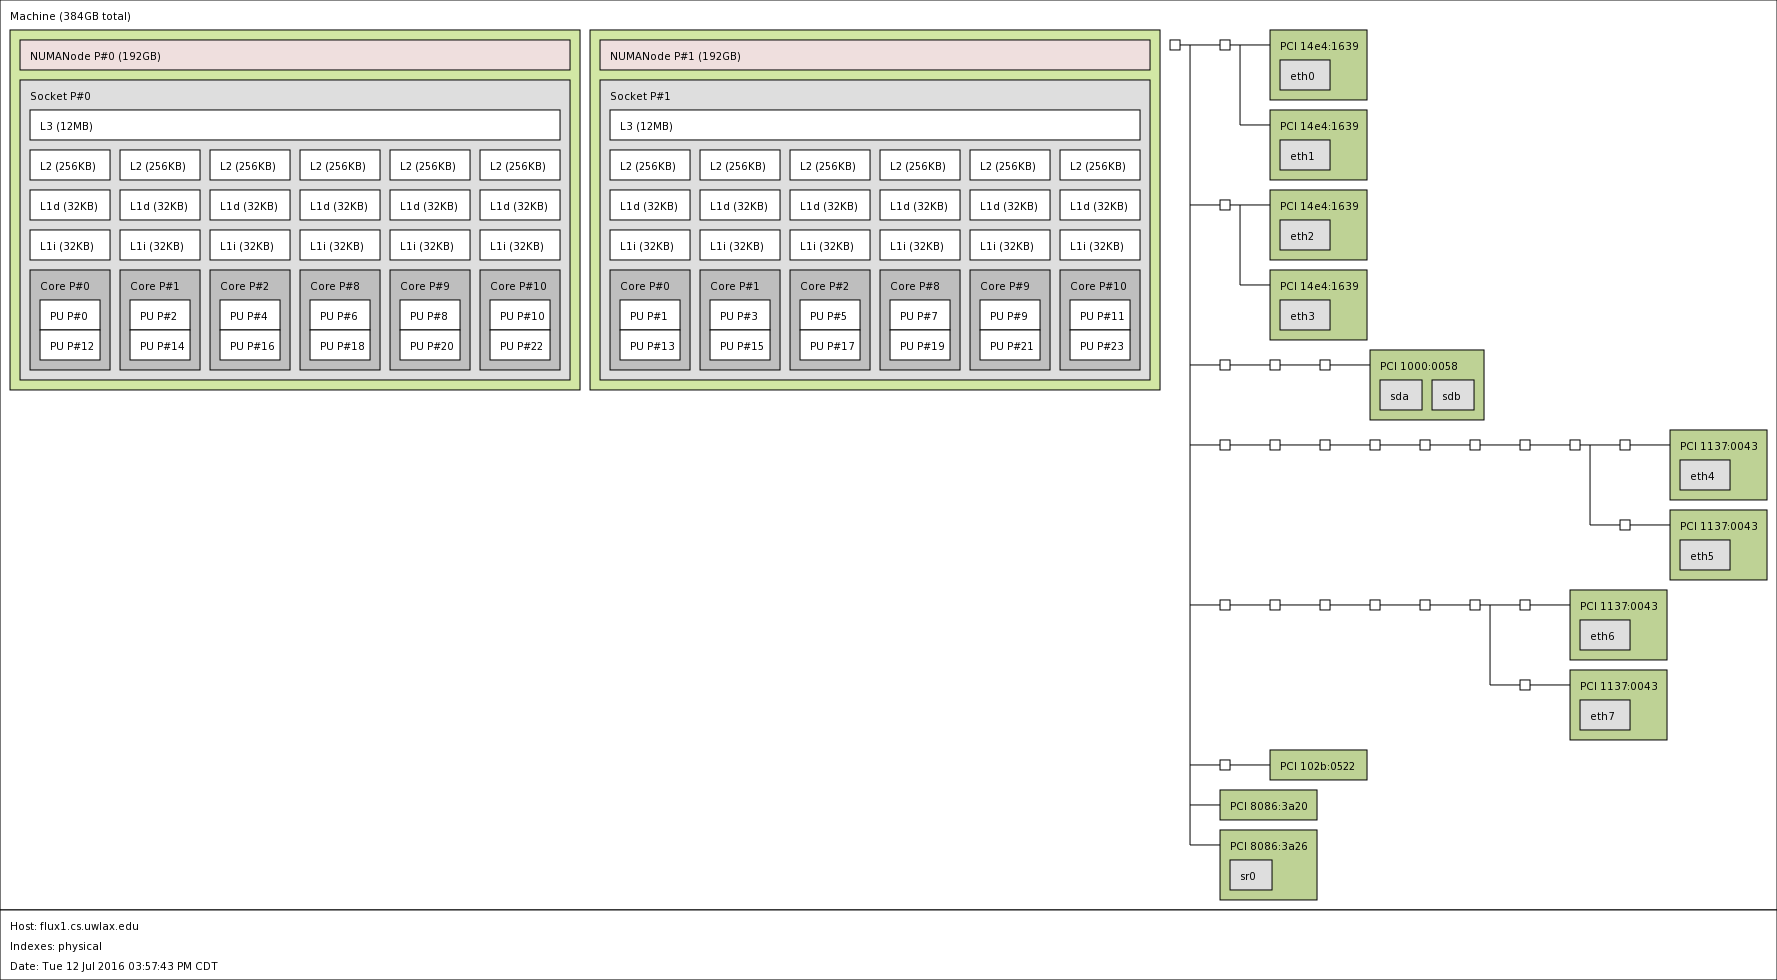 Machine (384GB total)
NUMANode P#0 (192GB)
Socket P#0
L3 (12MB)
L2 (256KB) L2 (256KB) L2 (256KB) L2 (256KB) L2 (256KB) L2 (256KB)
L1d (32KB) L1d (32KB) L1d (32KB) L1d (32KB) L1d (32KB) L1d (32KB)
L1i (32KB) L1i (32KB) L1i (32KB) L1i (32KB) L1i (32KB) L1i (32KB)
Core P#0 Core P#1 Core P#2 Core P#8 Core P#9 Core P#10
PU P#0 PU P#2 PU P#4 PU P#6 PU P#8 PU P#10
PU P#12 PU P#14 PU P#16 PU P#18 PU P#20 PU P#22
NUMANode P#1 (192GB)
Socket P#1
L3 (12MB)
L2 (256KB) L2 (256KB) L2 (256KB) L2 (256KB) L2 (256KB) L2 (256KB)
L1d (32KB) L1d (32KB) L1d (32KB) L1d (32KB) L1d (32KB) L1d (32KB)
L1i (32KB) L1i (32KB) L1i (32KB) L1i (32KB) L1i (32KB) L1i (32KB)
Core P#0 Core P#1 Core P#2 Core P#8 Core P#9 Core P#10
PU P#1 PU P#3 PU P#5 PU P#7 PU P#9 PU P#11
PU P#13 PU P#15 PU P#17 PU P#19 PU P#21 PU P#23
PCI 14e4:1639
eth0
PCI 14e4:1639
eth1
PCI 14e4:1639
eth2
PCI 14e4:1639
eth3
PCI 1000:0058
sda sdb
PCI 1137:0043
eth4
PCI 1137:0043
eth5
PCI 1137:0043
eth6
PCI 1137:0043
eth7
PCI 102b:0522
PCI 8086:3a20
PCI 8086:3a26
sr0
Host: flux1.cs.uwlax.edu
Indexes: physical
Date: Tue 12 Jul 2016 03:57:43 PM CDT